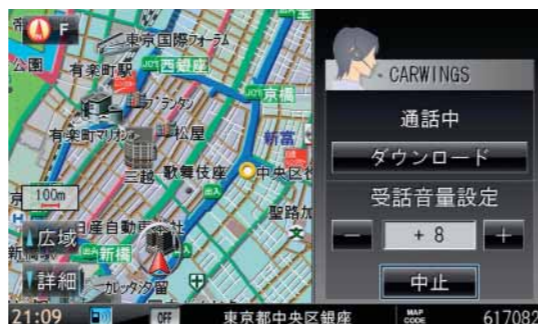 F
東京国際フォーラム
公園
有楽町駅
西銀座
京橋
プランタン
有楽町マリオン
松屋
新富
三越
歌舞伎座
中央区役
100m
聖路加
日産自動車本社
広域
新橋
詳細
カレッタ汐留
21:09
OFF
東京都中央区銀座
MAP CODE
617082
CARWINGS
通話中
ダウンロード
受話音量設定
− +8 +
中止